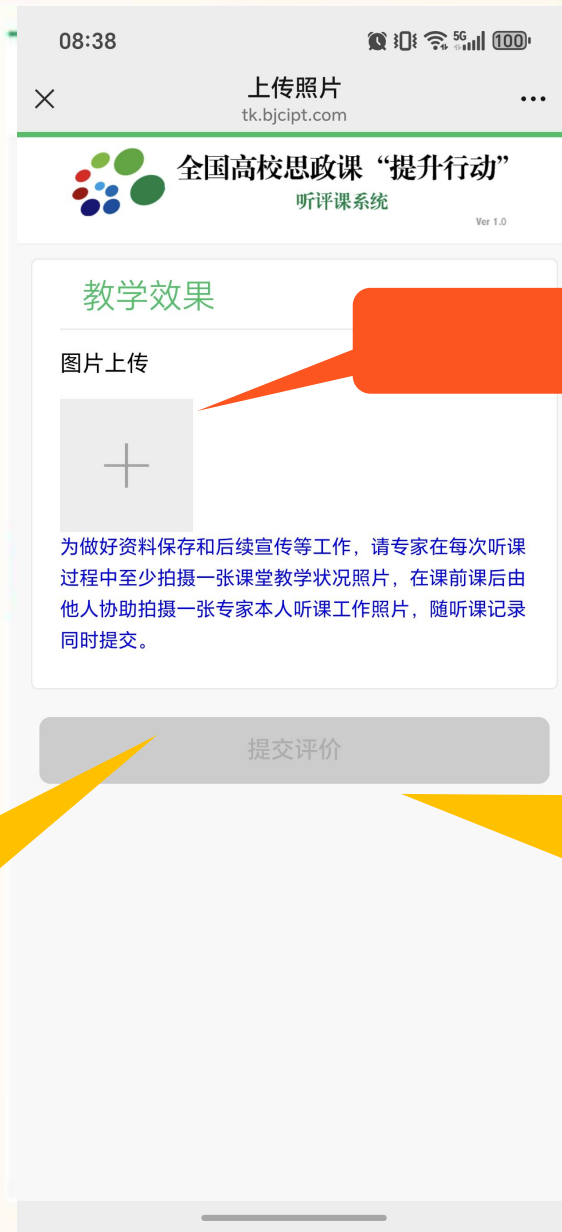 08:38
5G
100
上传照片
tk.bjcipt.com
全国高校思政课“提升行动”
听评课系统
Ver 1.0
教学效果
图片上传
为做好资料保存和后续宣传等工作，请专家在每次听课
过程中至少拍摄一张课堂教学状况照片，在课前课后由
他人协助拍摄一张专家本人听课工作照片，随听课记录
同时提交。
提交评价